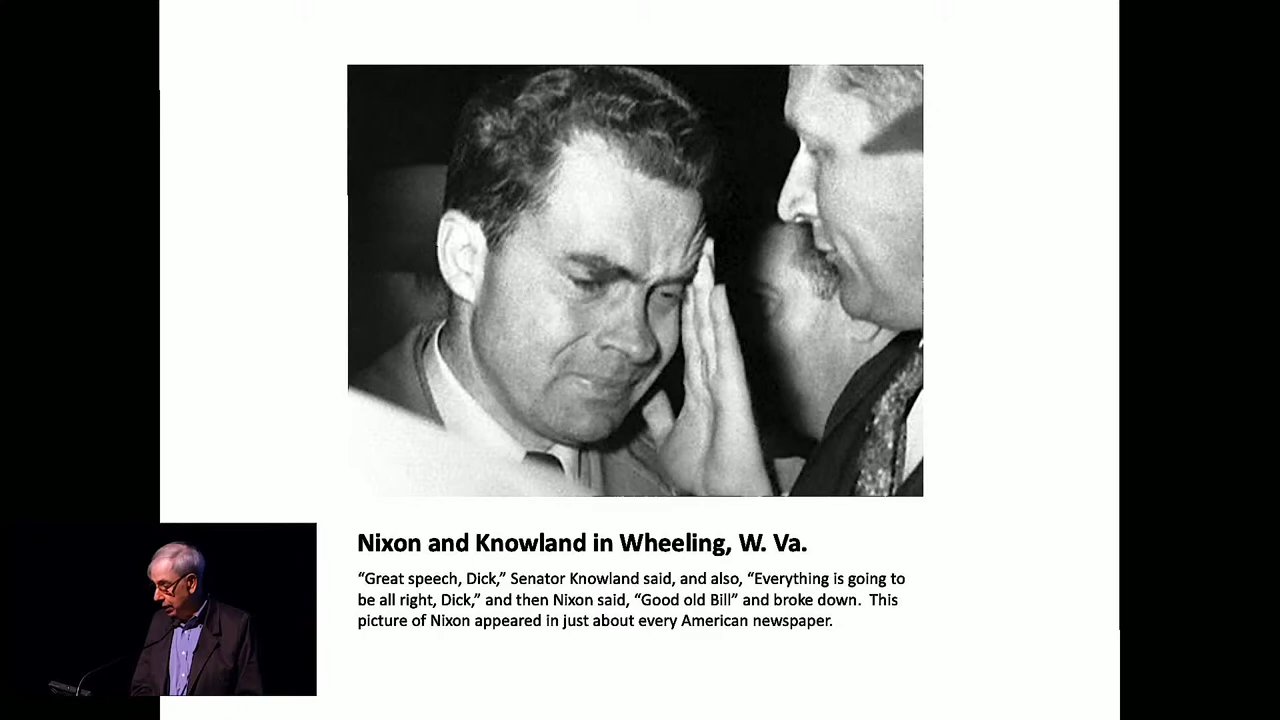 Nixon and Knowland in Wheeling, W. Va.
“Great speech, Dick,” Senator Knowland said, and also, “Everything is going to
be all right, Dick,” and then Nixon said, “Good old Bill” and broke down.  This
picture of Nixon appeared in just about every American newspaper.